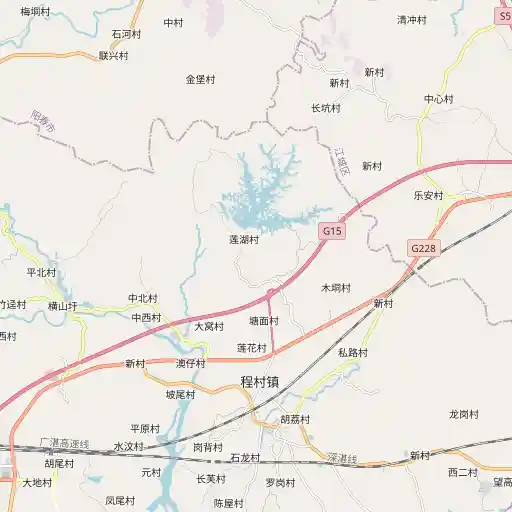 梅垌村
中村
清冲村
S5
石河村
联兴村
新村
金堡村
新村
中心村
长坑村
阳春市
江城区
新村
乐安村
G15
莲湖村
G228
平北村
木垌村
中北村
新村
竹迳村
横山圩
中西村
塘面村
大窝村
西村
莲花村
私路村
新村
澳仔村
程村镇
坡尾村
龙岗村
胡荔村
平原村
广湛高速线
水汶村
岗背村
新村
石龙村
深湛线
胡尾村
元村
西二村
大地村
长芙村
罗岗村
望高
凤尾村
陈屋村